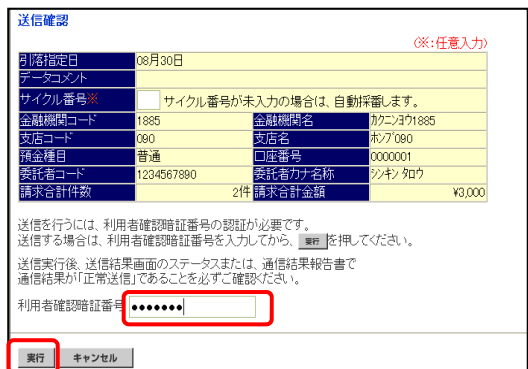 送信確認
(※:任意入力)
引落指定日 08月30日
データコメント
サイクル番号※ サイクル番号が未入力の場合は、自動採番します。
金融機関コード 1885 金融機関名 カクニンヨウ1885
支店コード 090 支店名 ホンブ090
預金種目 普通 口座番号 0000001
委託者コード 1234567890 委託者カナ名称 シンキン タロウ
請求合計件数 2件 請求合計金額 ¥3,000
送信を行うには、利用者確認暗証番号の認証が必要です。
送信する場合は、利用者確認暗証番号を入力してから、 実行 を押してください。
送信実行後、送信結果画面のステータスまたは、通信結果報告書で
通信結果が「正常送信」であることを必ずご確認ください。
利用者確認暗証番号 ●●●●●●●
実行 キャンセル